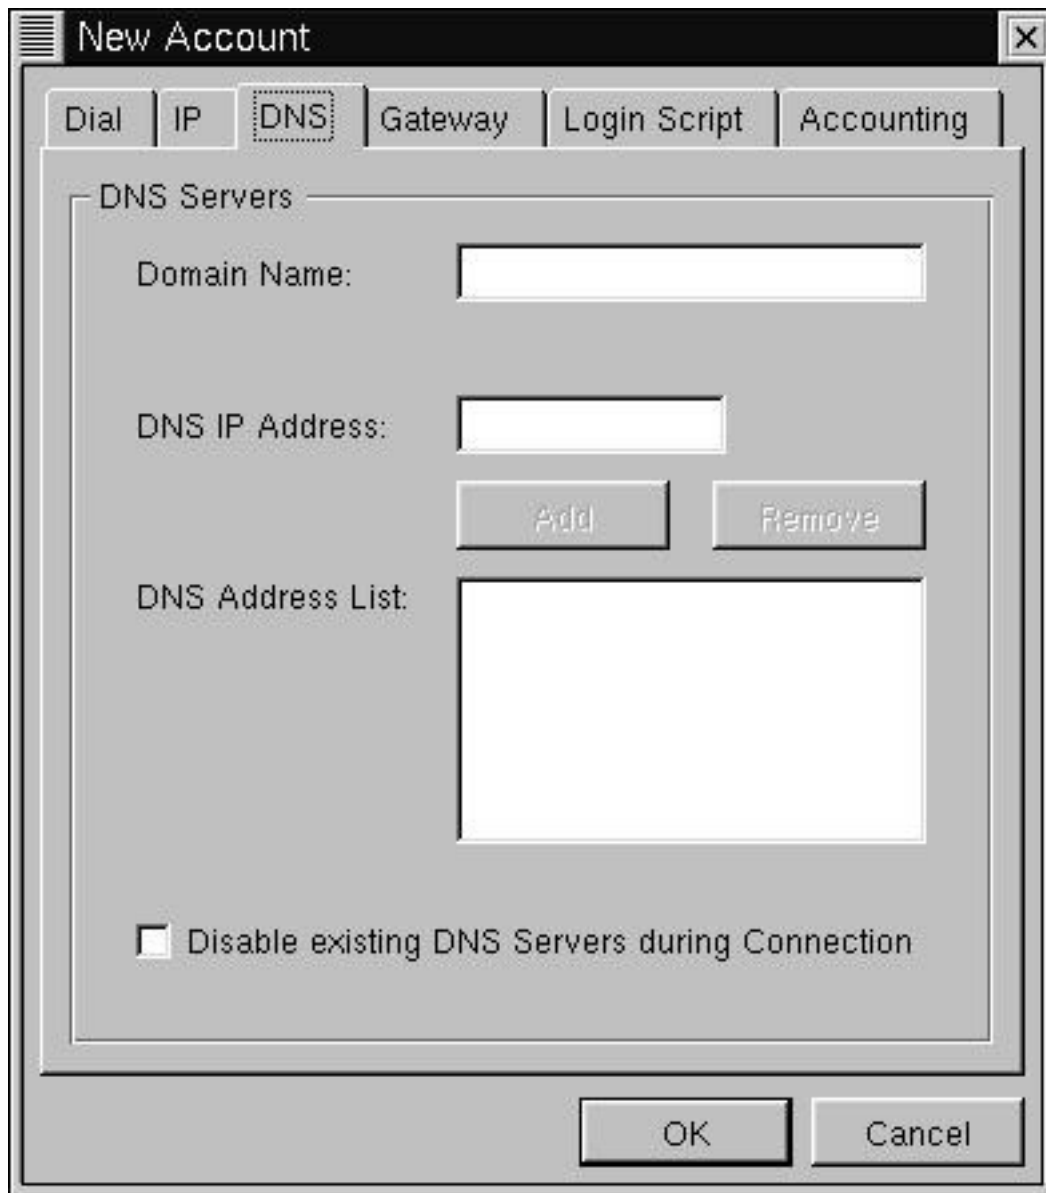 New Account
Dial IP DNS Gateway Login Script Accounting
DNS Servers
Domain Name:
DNS IP Address:
Add Remove
DNS Address List:
Disable existing DNS Servers during Connection
OK Cancel